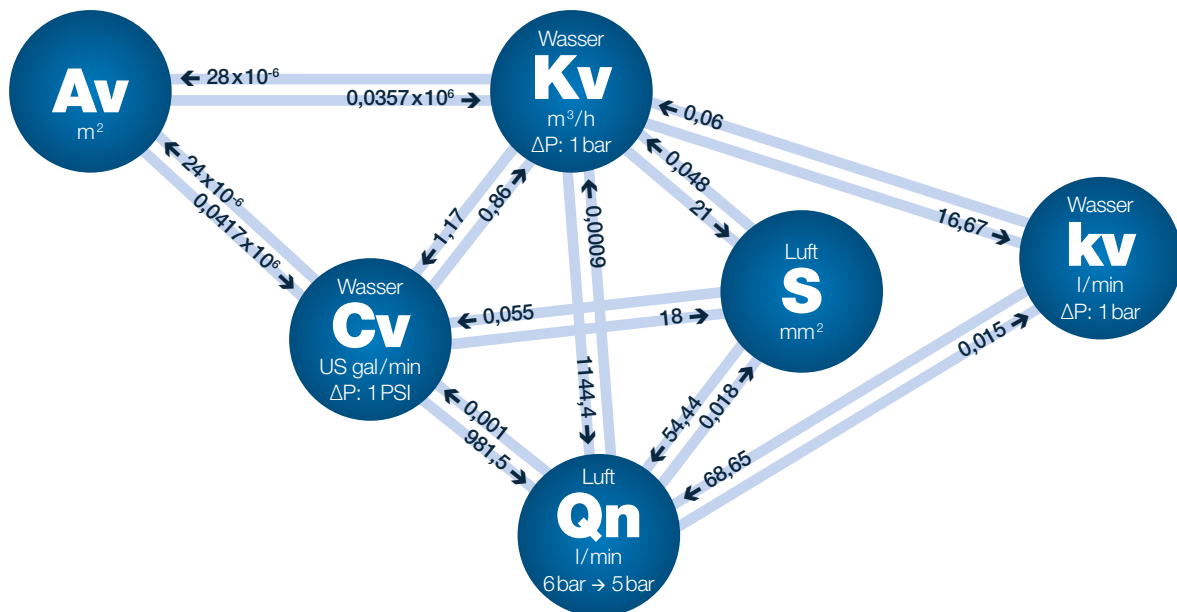 Av
m²
Wasser
Kv
m³/h
ΔP: 1 bar
← 28 x 10⁻⁶
0,0357 x 10⁶ →
← 0,06
16,67 →
← 24 x 10⁻⁶
0,0417 x 10⁶ →
← 1,17
0,86 →
1144,4 →
← 0,0009
← 0,048
21 →
Wasser
kv
l/min
ΔP: 1 bar
Luft
S
mm²
Wasser
Cv
US gal/min
ΔP: 1 PSI
← 0,055
18 →
← 0,001
981,5 →
← 54,44
0,018 →
← 68,65
0,015 →
Luft
Qn
l/min
6 bar → 5 bar